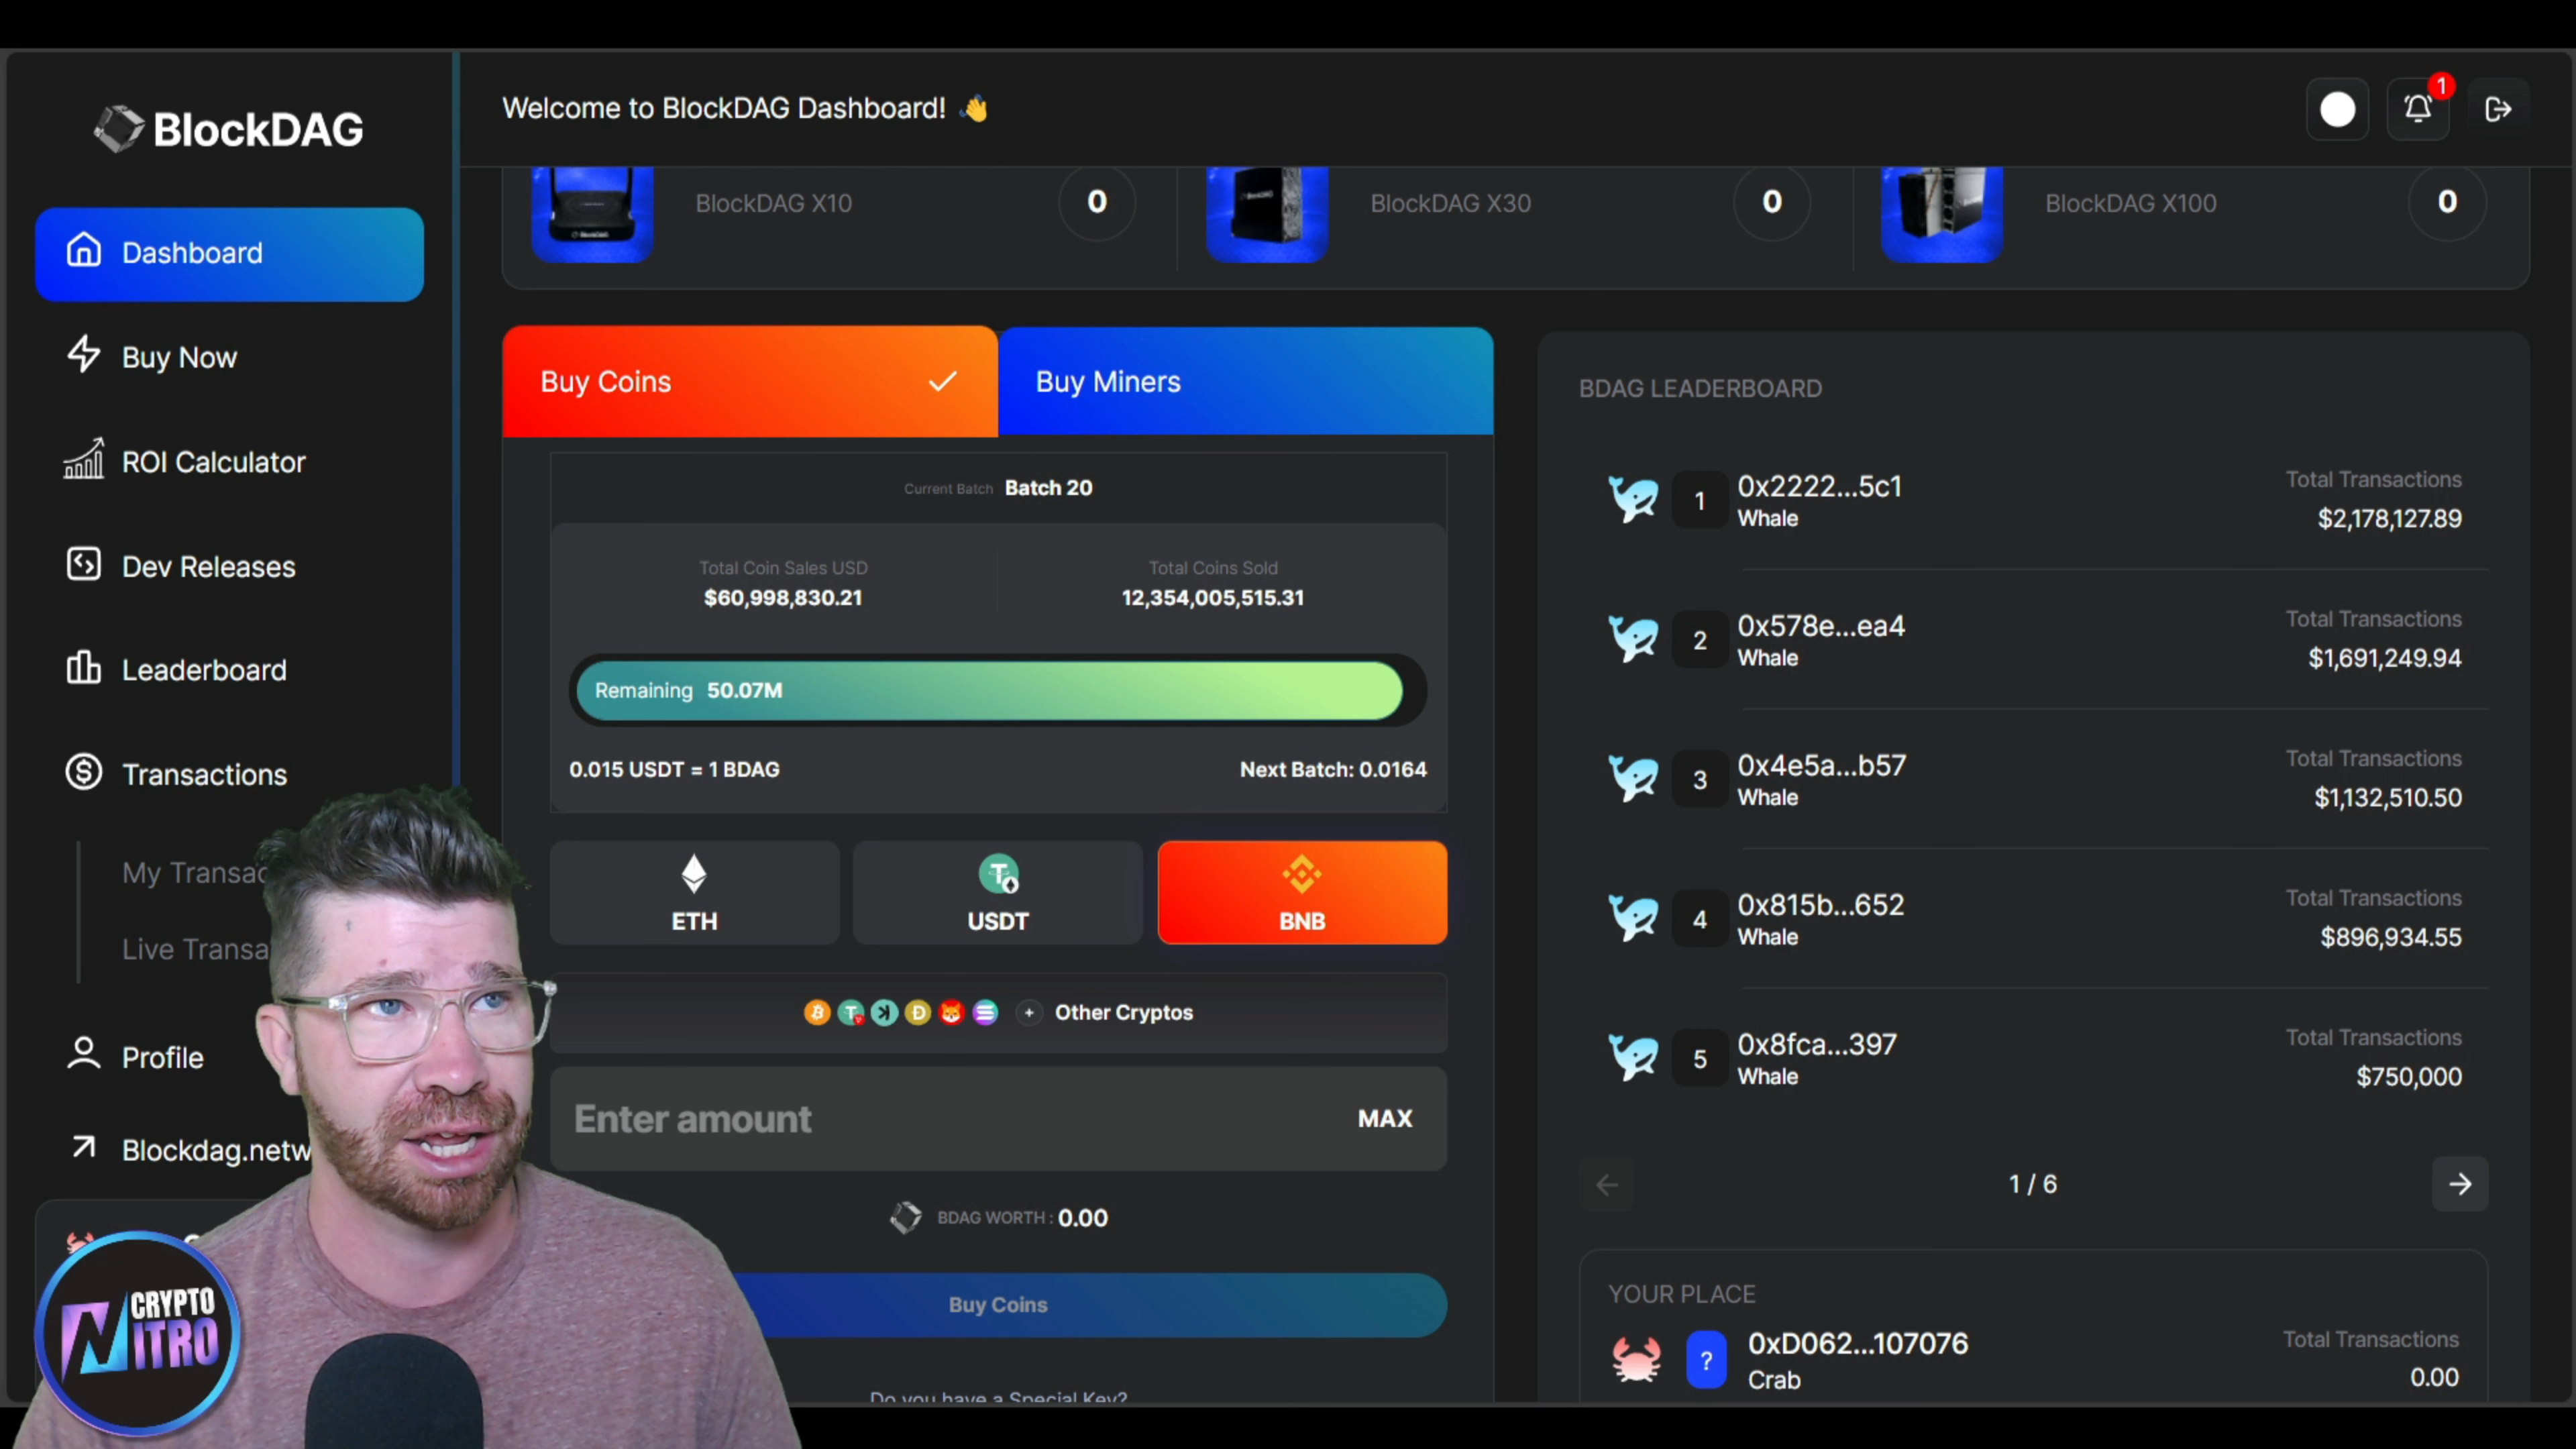 BlockDAG
Welcome to BlockDAG Dashboard! 👋
1
Dashboard
Buy Now
ROI Calculator
Dev Releases
Leaderboard
Transactions
My Transac
Live Transa
Profile
Blockdag.netw
BlockDAG X10
0
BlockDAG X30
0
BlockDAG X100
0
Buy Coins
Buy Miners
Current Batch Batch 20
Total Coin Sales USD
$60,998,830.21
Total Coins Sold
12,354,005,515.31
Remaining 50.07M
0.015 USDT = 1 BDAG
Next Batch: 0.0164
ETH
USDT
BNB
+ Other Cryptos
Enter amount
MAX
BDAG WORTH : 0.00
Buy Coins
Do you have a Special Key?
BDAG LEADERBOARD
1
0x2222...5c1
Whale
Total Transactions
$2,178,127.89
2
0x578e...ea4
Whale
Total Transactions
$1,691,249.94
3
0x4e5a...b57
Whale
Total Transactions
$1,132,510.50
4
0x815b...652
Whale
Total Transactions
$896,934.55
5
0x8fca...397
Whale
Total Transactions
$750,000
1 / 6
YOUR PLACE
?
0xD062...107076
Crab
Total Transactions
0.00
CRYPTO
NITRO